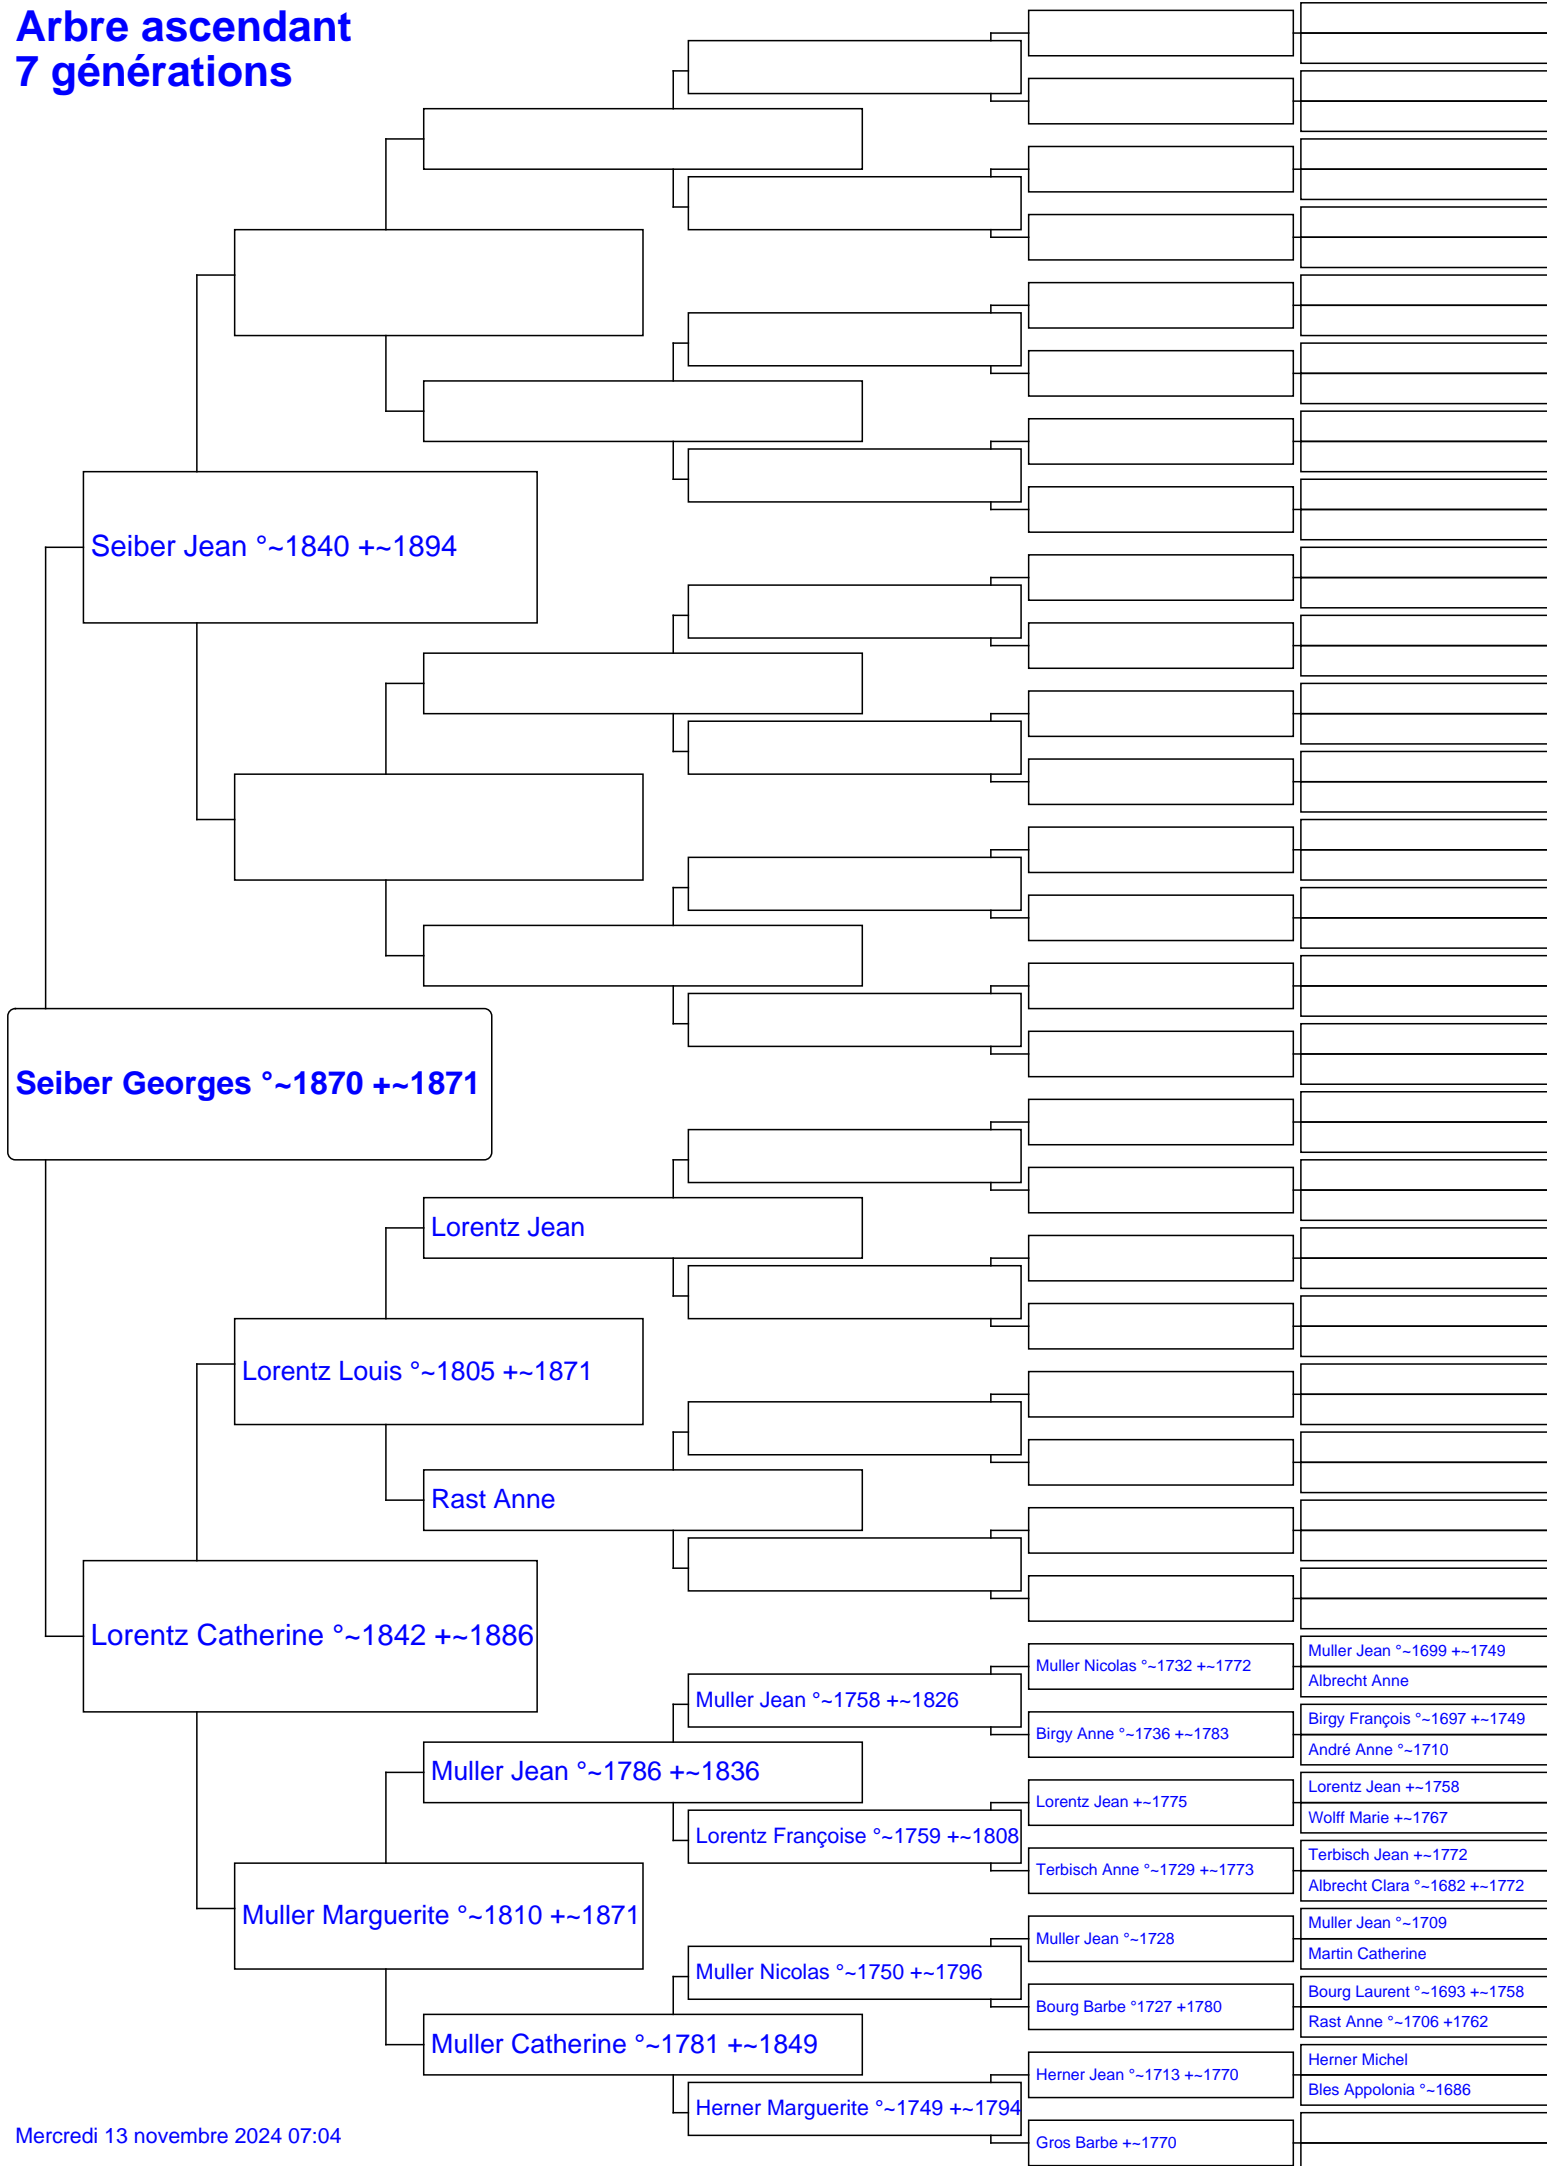 Arbre ascendant
7 générations
Seiber Jean °~1840 +~1894
Seiber Georges °~1870 +~1871
Lorentz Jean
Lorentz Louis °~1805 +~1871
Rast Anne
Lorentz Catherine °~1842 +~1886
Muller Jean °~1699 +~1749
Muller Nicolas °~1732 +~1772
Albrecht Anne
Muller Jean °~1758 +~1826
Birgy François °~1697 +~1749
Birgy Anne °~1736 +~1783
André Anne °~1710
Muller Jean °~1786 +~1836
Lorentz Jean +~1758
Lorentz Jean +~1775
Wolff Marie +~1767
Lorentz Françoise °~1759 +~1808
Terbisch Jean +~1772
Terbisch Anne °~1729 +~1773
Albrecht Clara °~1682 +~1772
Muller Marguerite °~1810 +~1871
Muller Jean °~1709
Muller Jean °~1728
Martin Catherine
Muller Nicolas °~1750 +~1796
Bourg Laurent °~1693 +~1758
Bourg Barbe °1727 +1780
Rast Anne °~1706 +1762
Muller Catherine °~1781 +~1849
Herner Michel
Herner Jean °~1713 +~1770
Bles Appolonia °~1686
Herner Marguerite °~1749 +~1794
Gros Barbe +~1770
Mercredi 13 novembre 2024 07:04